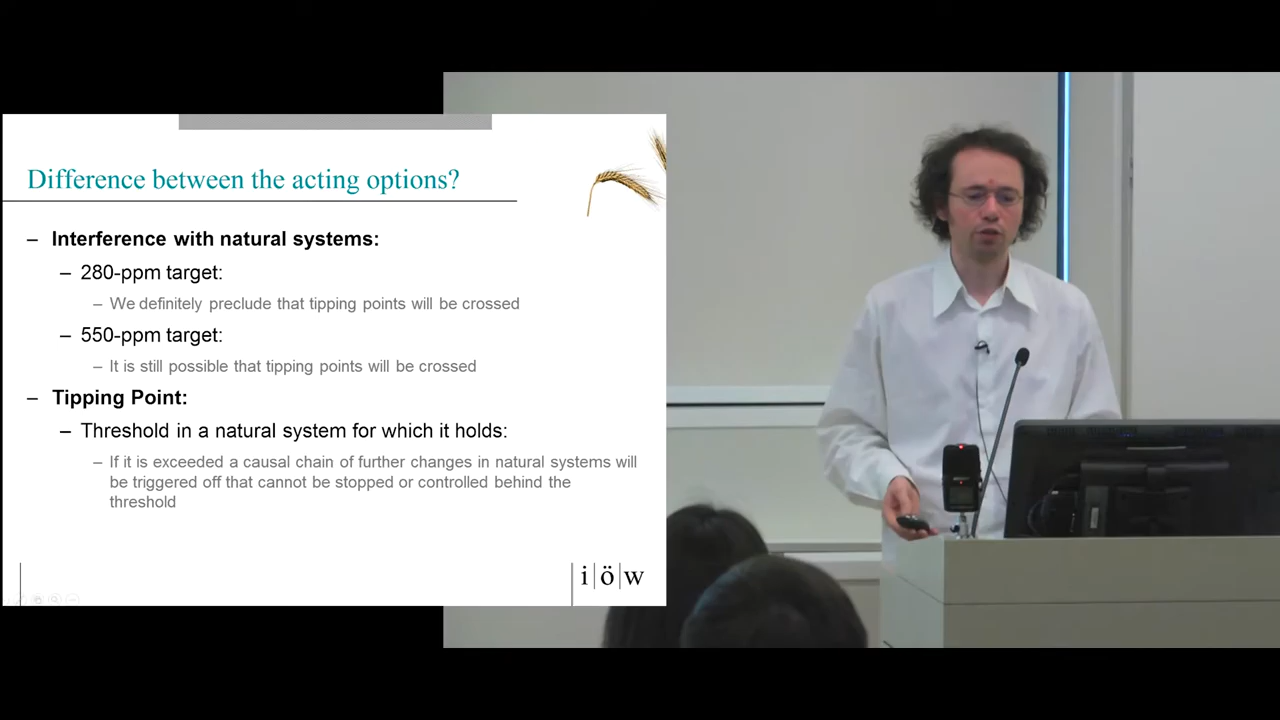 Difference between the acting options?
– Interference with natural systems:
– 280-ppm target:
– We definitely preclude that tipping points will be crossed
– 550-ppm target:
– It is still possible that tipping points will be crossed
– Tipping Point:
– Threshold in a natural system for which it holds:
– If it is exceeded a causal chain of further changes in natural systems will
be triggered off that cannot be stopped or controlled behind the
threshold
i|ö|w